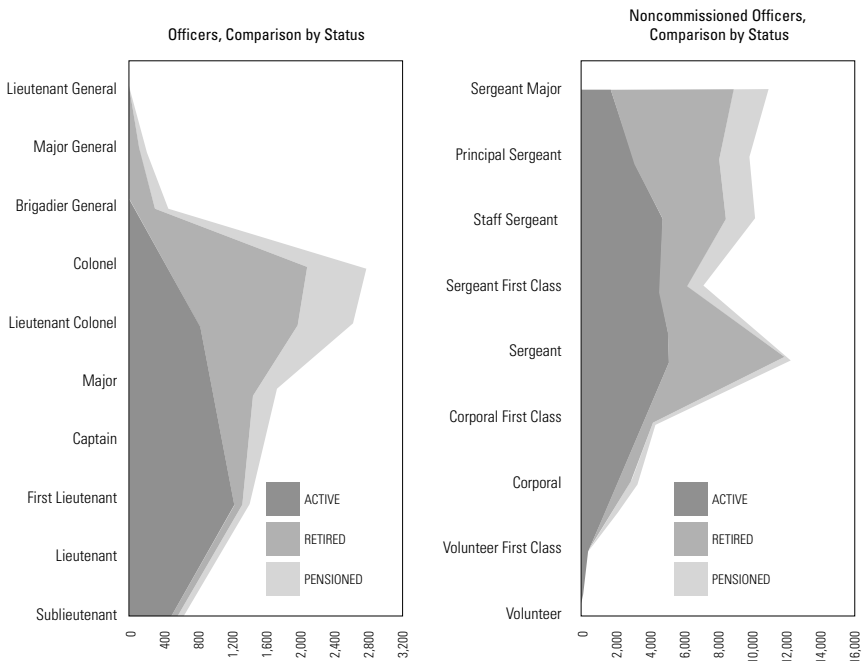 Officers, Comparison by Status
Lieutenant General
Major General
Brigadier General
Colonel
Lieutenant Colonel
Major
Captain
First Lieutenant
Lieutenant
Sublieutenant
ACTIVE
RETIRED
PENSIONED
0
400
800
1,200
1,600
2,000
2,400
2,800
3,200
Noncommissioned Officers,
Comparison by Status
Sergeant Major
Principal Sergeant
Staff Sergeant
Sergeant First Class
Sergeant
Corporal First Class
Corporal
Volunteer First Class
Volunteer
ACTIVE
RETIRED
PENSIONED
0
2,000
4,000
6,000
8,000
10,000
12,000
14,000
16,000